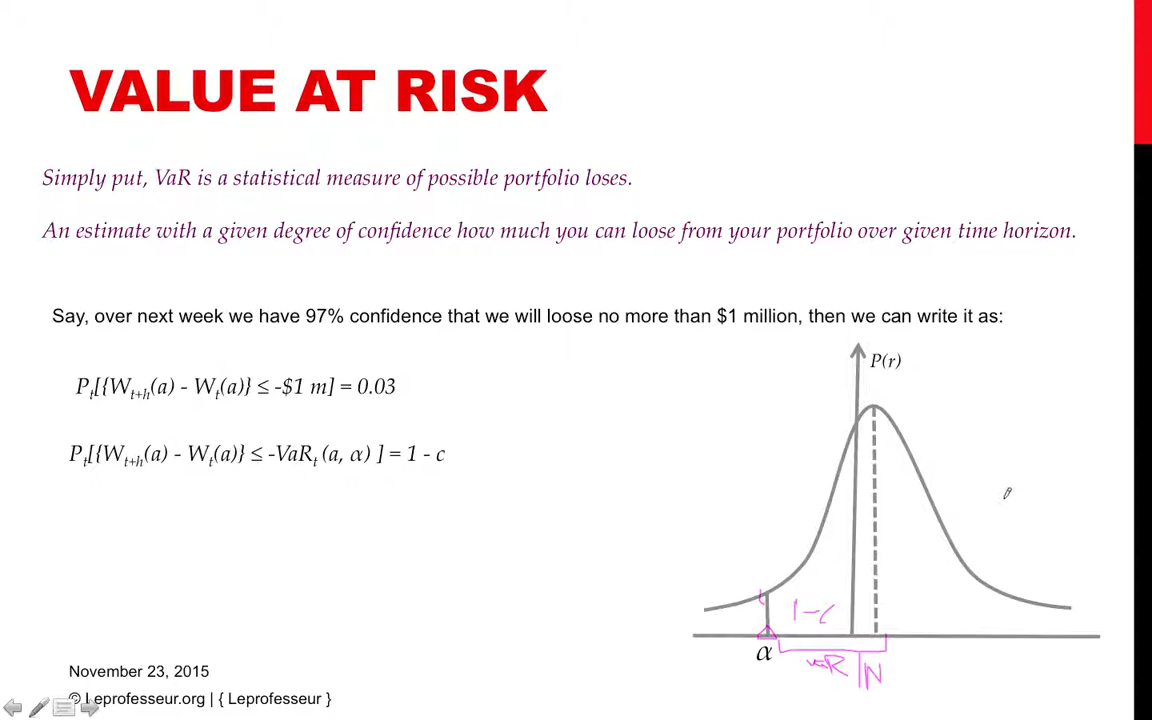 VALUE AT RISK
Simply put, VaR is a statistical measure of possible portfolio loses.
An estimate with a given degree of confidence how much you can loose from your portfolio over given time horizon.
Say, over next week we have 97% confidence that we will loose no more than $1 million, then we can write it as:
P(r)
Pt[{Wt+h(a) - Wt(a)} ≤ -$1 m] = 0.03
Pt[{Wt+h(a) - Wt(a)} ≤ -VaRt (a, α) ] = 1 - c
1-c
α
VaR N
November 23, 2015
© Leprofesseur.org | { Leprofesseur }